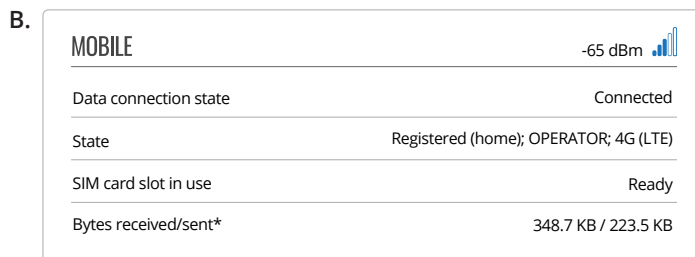 B.
MOBILE -65 dBm
Data connection state Connected
State Registered (home); OPERATOR; 4G (LTE)
SIM card slot in use Ready
Bytes received/sent* 348.7 KB / 223.5 KB